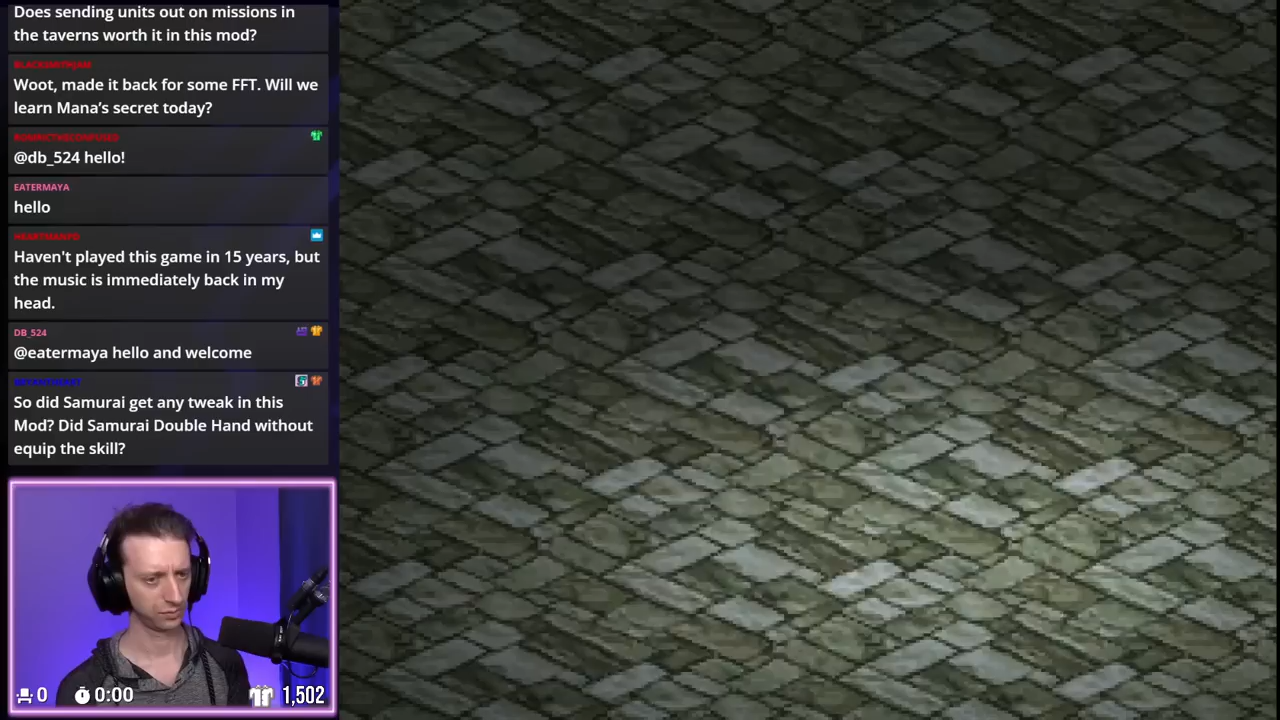 Does sending units out on missions in
the taverns worth it in this mod?
Woot, made it back for some FFT. Will we
learn Mana's secret today?
@db_524 hello!
EATERMAYA
hello
Haven't played this game in 15 years, but
the music is immediately back in my
head.
DB_524
@eatermaya hello and welcome
So did Samurai get any tweak in this
Mod? Did Samurai Double Hand without
equip the skill?
0 0:00 1,502